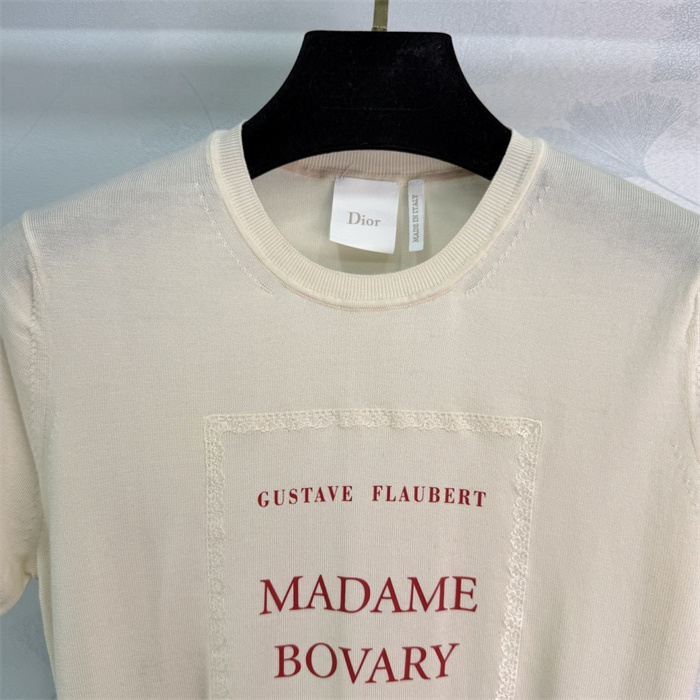 Dior
MADE IN ITALY
GUSTAVE FLAUBERT
MADAME
BOVARY